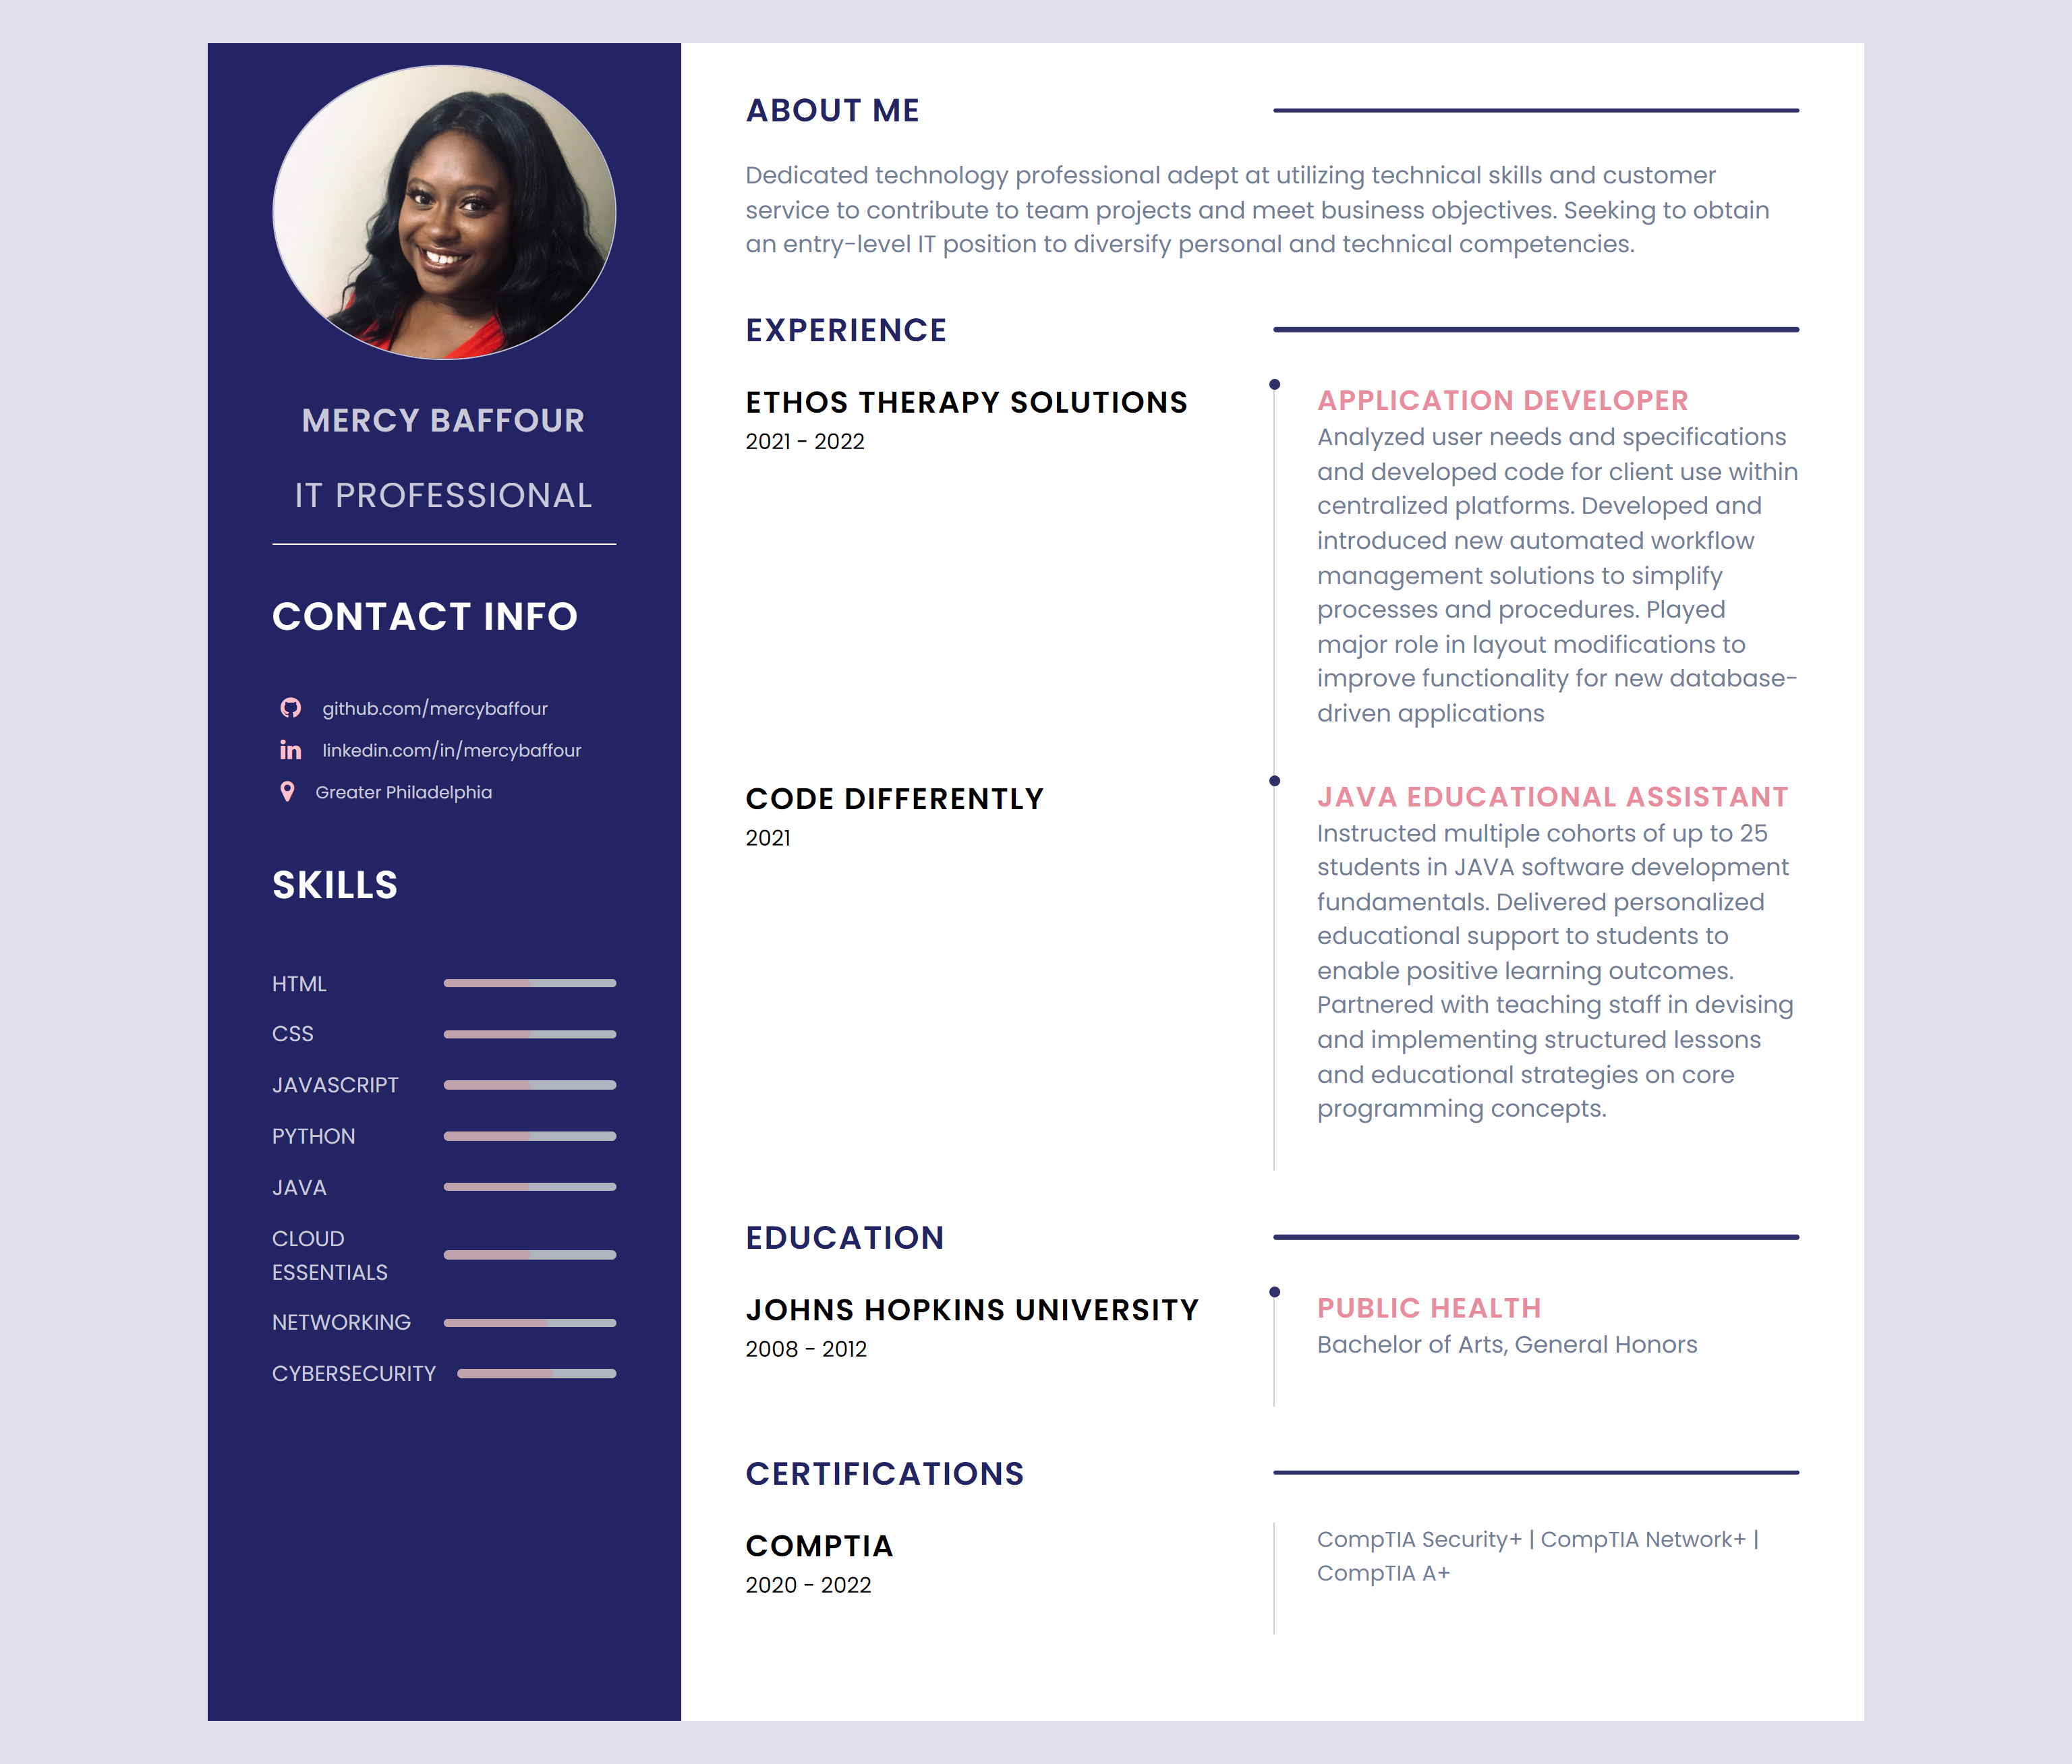 MERCY BAFFOUR
IT PROFESSIONAL
CONTACT INFO
github.com/mercybaffour
linkedin.com/in/mercybaffour
Greater Philadelphia
SKILLS
HTML
CSS
JAVASCRIPT
PYTHON
JAVA
CLOUD
ESSENTIALS
NETWORKING
CYBERSECURITY
ABOUT ME
Dedicated technology professional adept at utilizing technical skills and customer
service to contribute to team projects and meet business objectives. Seeking to obtain
an entry-level IT position to diversify personal and technical competencies.
EXPERIENCE
ETHOS THERAPY SOLUTIONS
2021 - 2022
APPLICATION DEVELOPER
Analyzed user needs and specifications
and developed code for client use within
centralized platforms. Developed and
introduced new automated workflow
management solutions to simplify
processes and procedures. Played
major role in layout modifications to
improve functionality for new database-
driven applications
CODE DIFFERENTLY
2021
JAVA EDUCATIONAL ASSISTANT
Instructed multiple cohorts of up to 25
students in JAVA software development
fundamentals. Delivered personalized
educational support to students to
enable positive learning outcomes.
Partnered with teaching staff in devising
and implementing structured lessons
and educational strategies on core
programming concepts.
EDUCATION
JOHNS HOPKINS UNIVERSITY
2008 - 2012
PUBLIC HEALTH
Bachelor of Arts, General Honors
CERTIFICATIONS
COMPTIA
2020 - 2022
CompTIA Security+ | CompTIA Network+ |
CompTIA A+